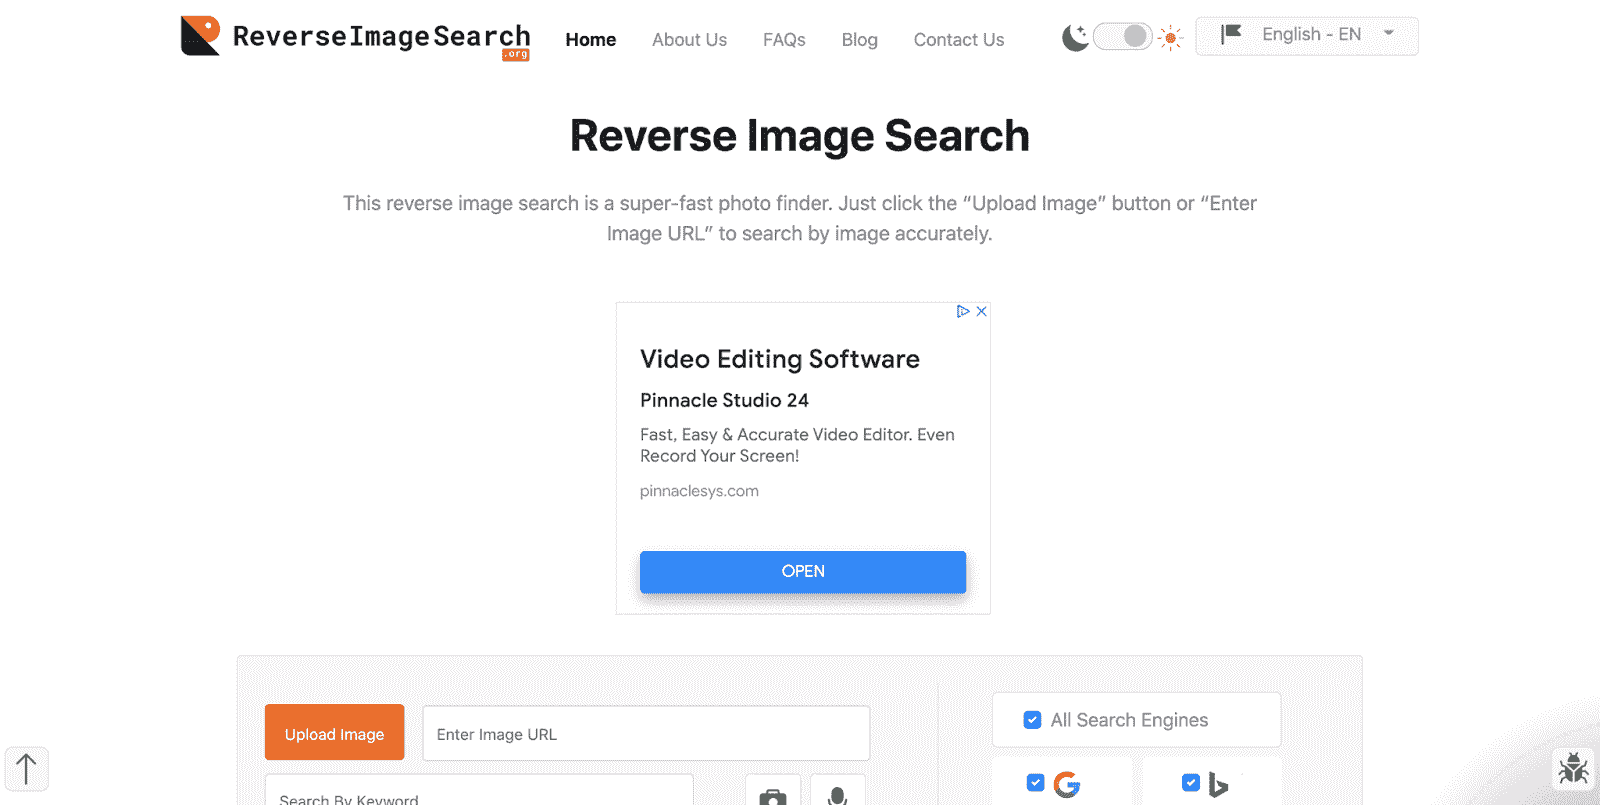 ReverseImageSearch
.org
Home
About Us
FAQs
Blog
Contact Us
English - EN
Reverse Image Search
This reverse image search is a super-fast photo finder. Just click the “Upload Image” button or “Enter
Image URL” to search by image accurately.
Video Editing Software
Pinnacle Studio 24
Fast, Easy & Accurate Video Editor. Even
Record Your Screen!
pinnaclesys.com
OPEN
Upload Image
Enter Image URL
All Search Engines
Search By Keyword